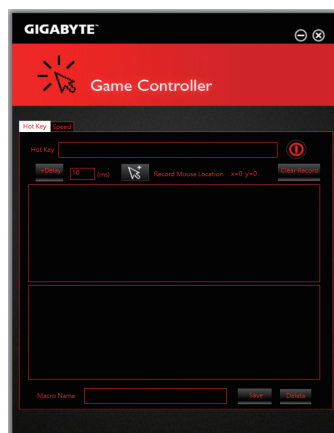 GIGABYTE™
Game Controller
Hot Key Speed
Hot Key
+Delay 10 (ms) Record Mouse Location x=0 y=0 Clear Record
Macro Name Save Delete